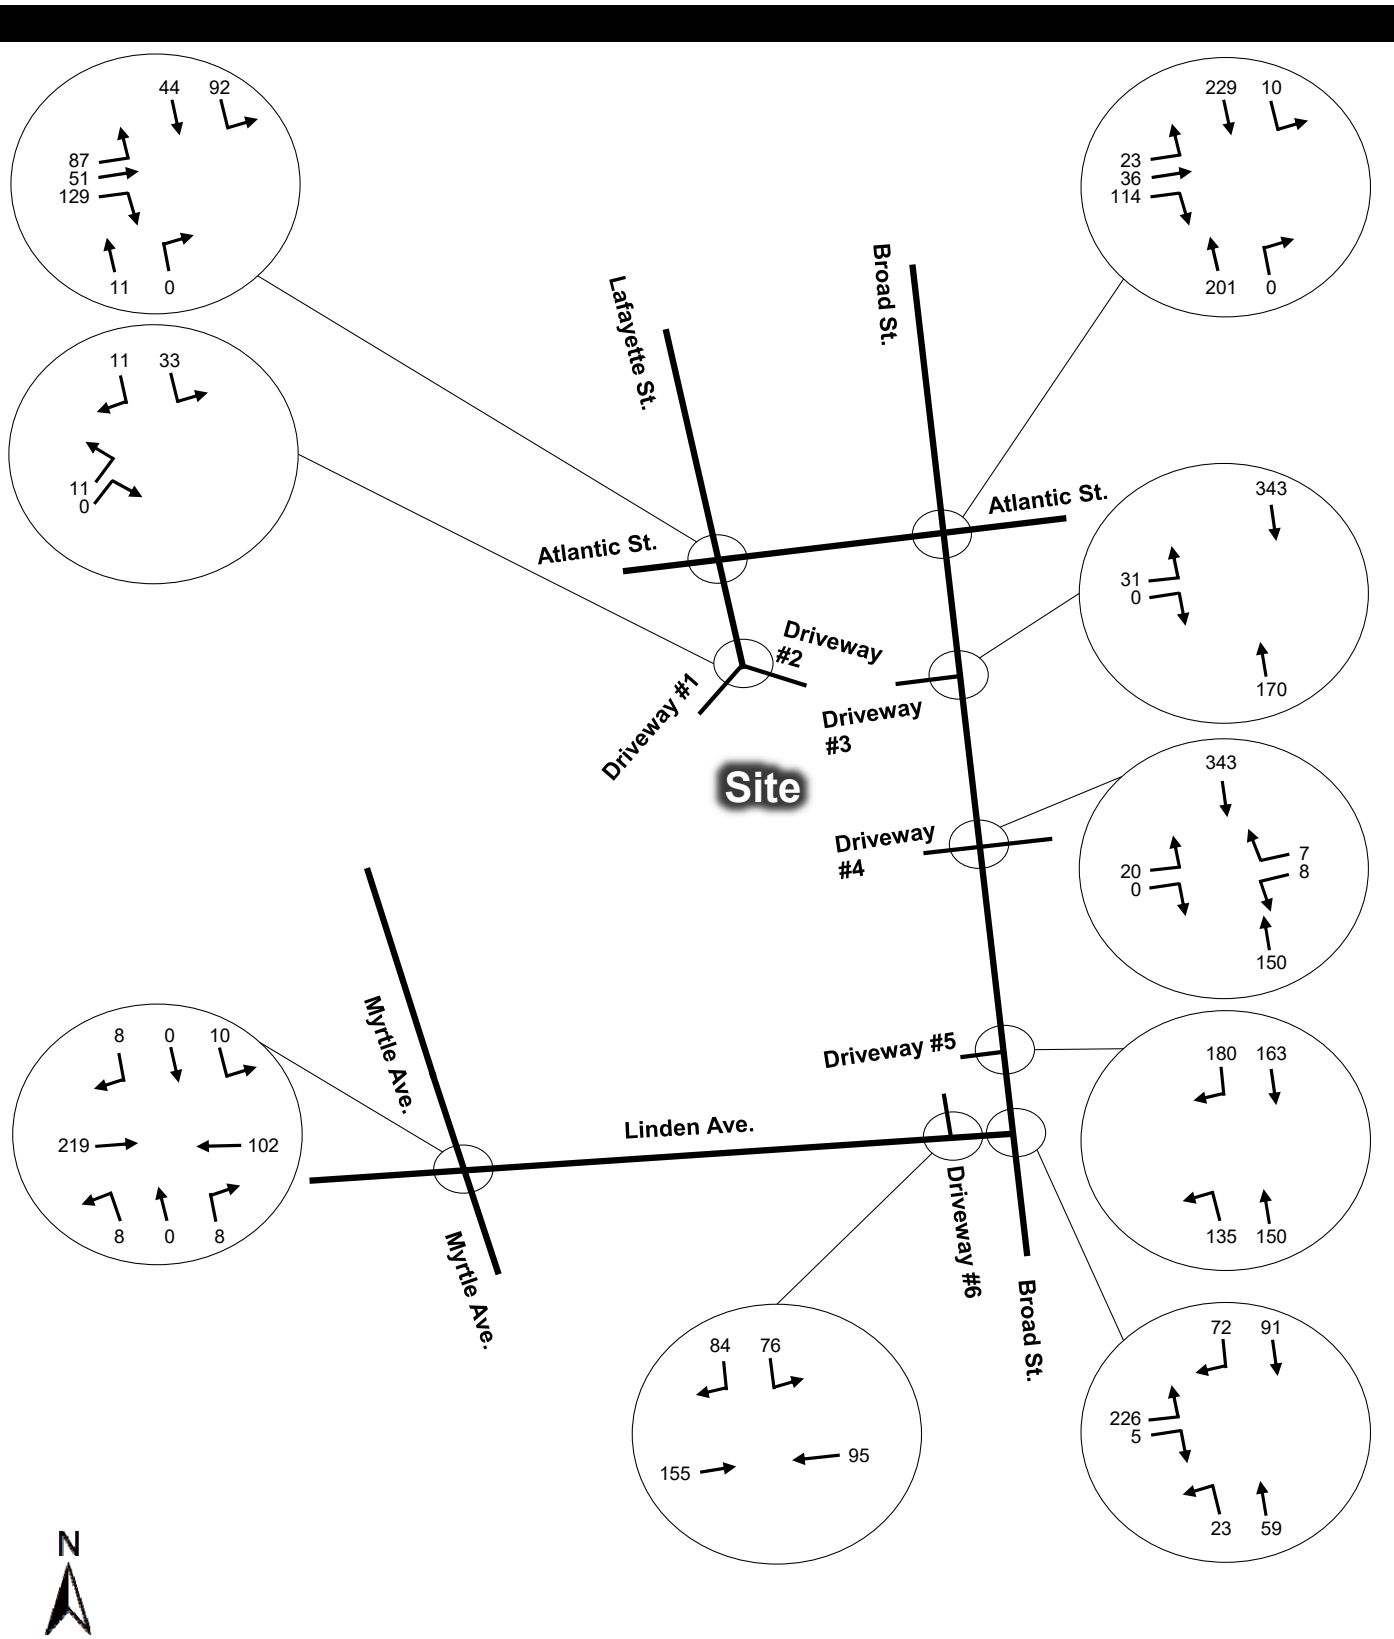 44 92
87
51
129
11 0
229 10
23
36
114
201 0
11 33
11
0
Lafayette St.
Broad St.
Atlantic St.
Atlantic St.
343
31
0
170
Driveway
#2
Driveway #1
Driveway
#3
Site
343
7
8
20
0
150
Driveway
#4
Myrtle Ave.
8 0 10
219 102
8 0 8
Driveway #5
180 163
135 150
Linden Ave.
Driveway #6
Myrtle Ave.
Broad St.
84 76
155 95
72 91
226
5
23 59
N